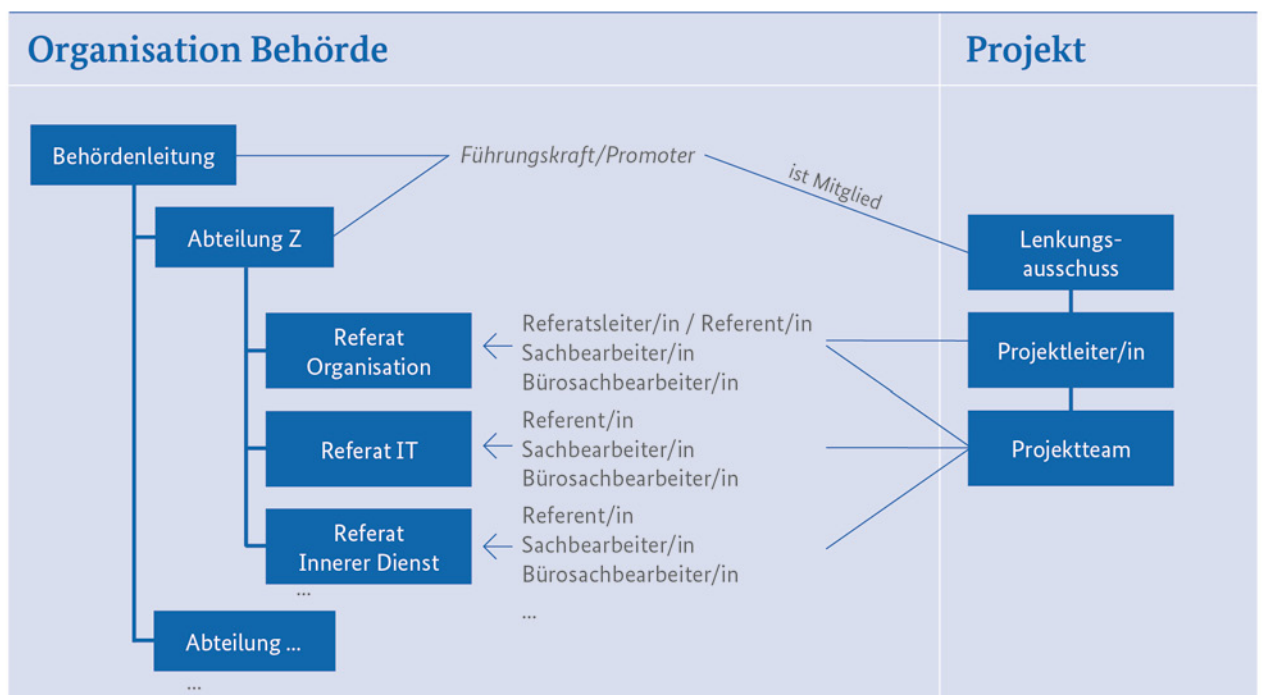 Organisation Behörde
Projekt
Behördenleitung
Führungskraft/Promoter
ist Mitglied
Abteilung Z
Lenkungs-
ausschuss
Referat
Organisation
Referatsleiter/in / Referent/in
Sachbearbeiter/in
Bürosachbearbeiter/in
Projektleiter/in
Referat IT
Referent/in
Sachbearbeiter/in
Bürosachbearbeiter/in
Projektteam
Referat
Innerer Dienst
...
Referent/in
Sachbearbeiter/in
Bürosachbearbeiter/in
...
Abteilung ...
...